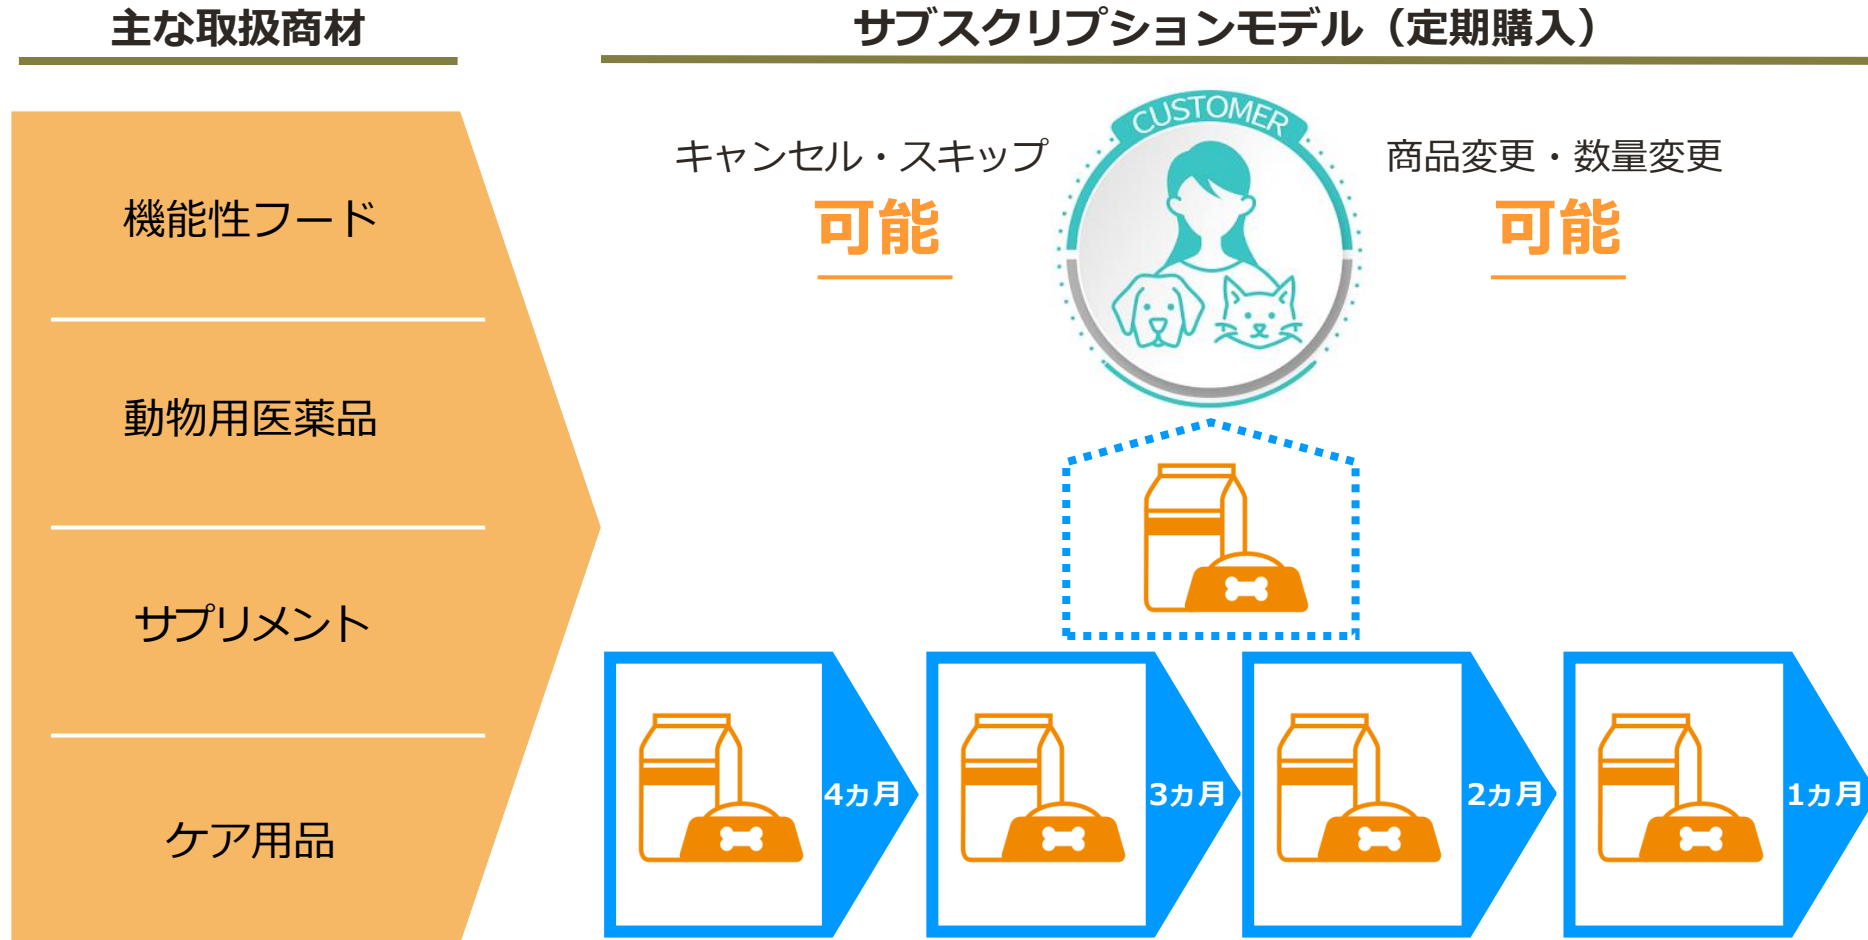 主な取扱商材
機能性フード
動物用医薬品
サプリメント
ケア用品
サブスクリプションモデル（定期購入）
キャンセル・スキップ
可能
CUSTOMER
商品変更・数量変更
可能
4カ月
3カ月
2カ月
1カ月